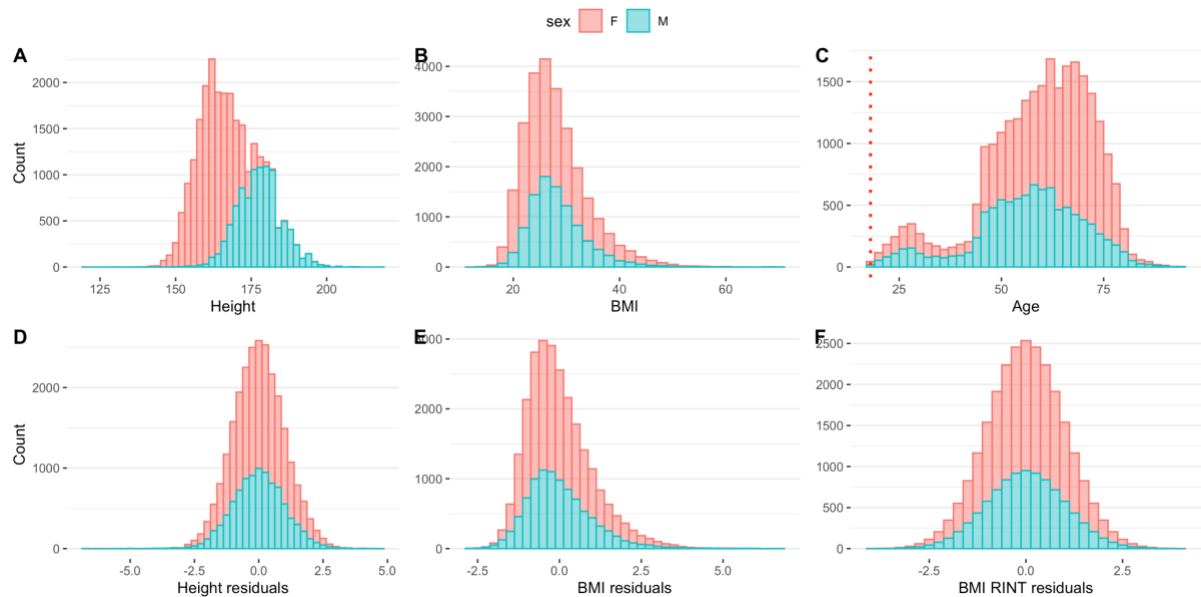 sex F M
A
Count
2000
1500
1000
500
0
125 150 175 200
Height
B
4000
3000
2000
1000
0
20 40 60
BMI
C
1500
1000
500
0
25 50 75
Age
D
Count
2000
1000
0
-5.0 -2.5 0.0 2.5 5.0
Height residuals
E
3000
2000
1000
0
-2.5 0.0 2.5 5.0
BMI residuals
F
2500
2000
1500
1000
500
0
-2.5 0.0 2.5
BMI RINT residuals